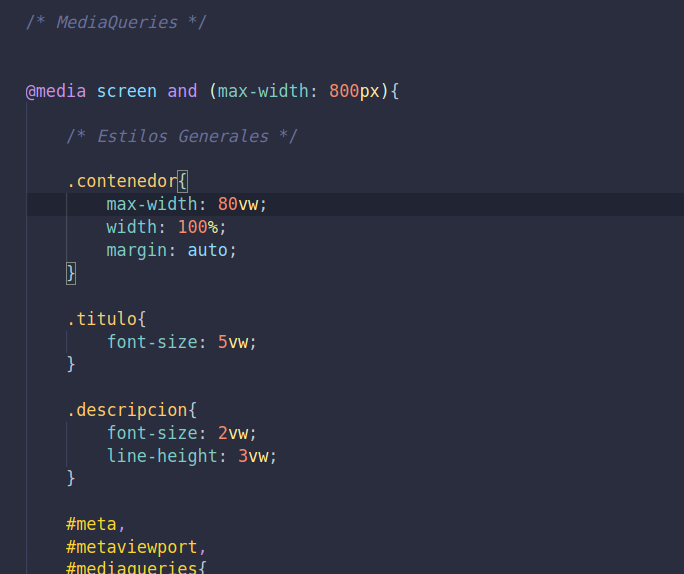 /* MediaQueries */
@media screen and (max-width: 800px){
/* Estilos Generales */
.contenedor{
max-width: 80vw;
width: 100%;
margin: auto;
}
.titulo{
font-size: 5vw;
}
.descripcion{
font-size: 2vw;
line-height: 3vw;
}
#meta,
#metaviewport,
#mediaqueries{